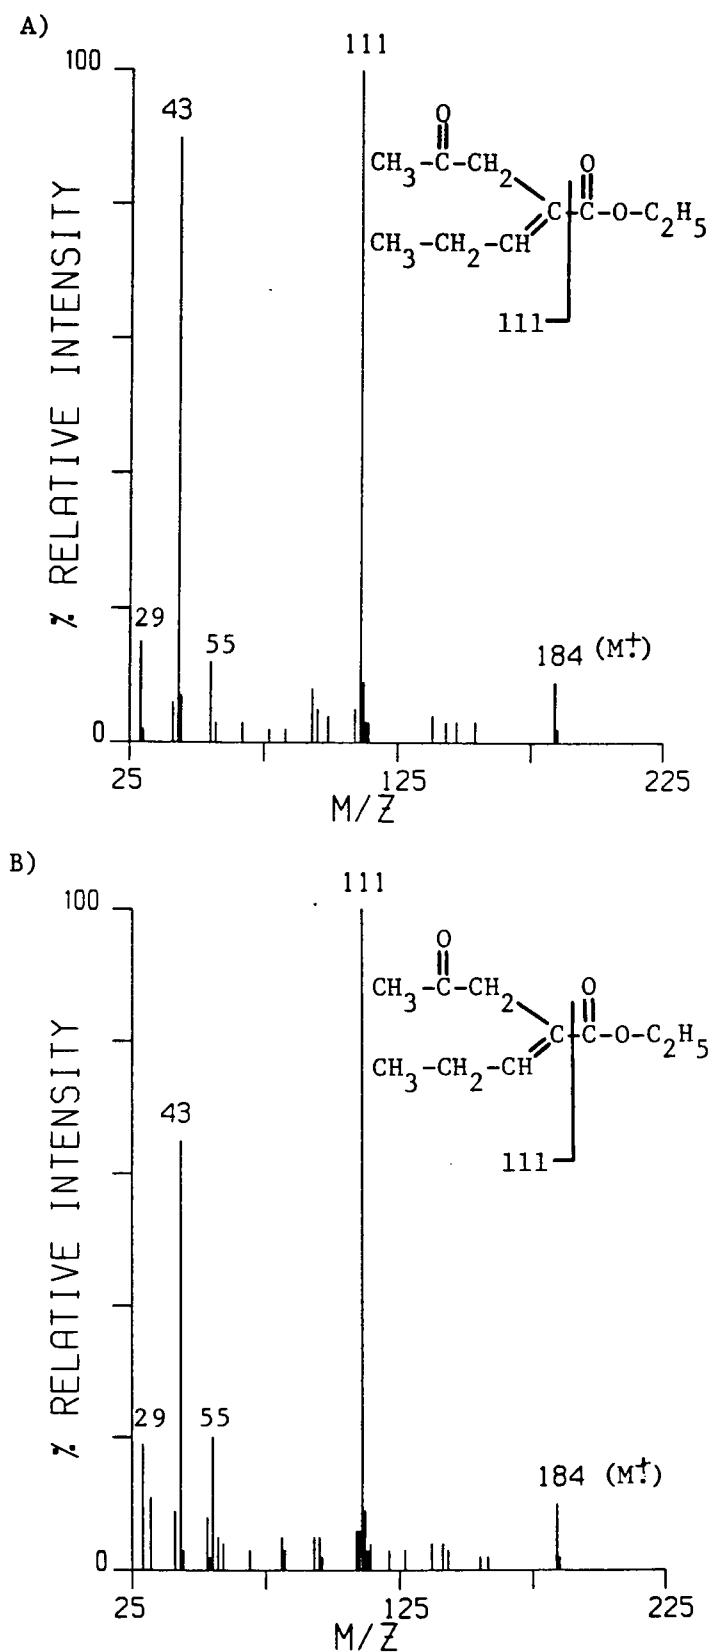 A)
111
100
43
O
CH3-C-CH2
O
C-C-O-C2H5
CH3-CH2-CH
111
% RELATIVE INTENSITY
29
55
184 (M+.)
0
25
125
225
M/Z
B)
111
100
O
CH3-C-CH2
O
C-C-O-C2H5
CH3-CH2-CH
43
111
% RELATIVE INTENSITY
29
55
184 (M+.)
0
25
125
225
M/Z